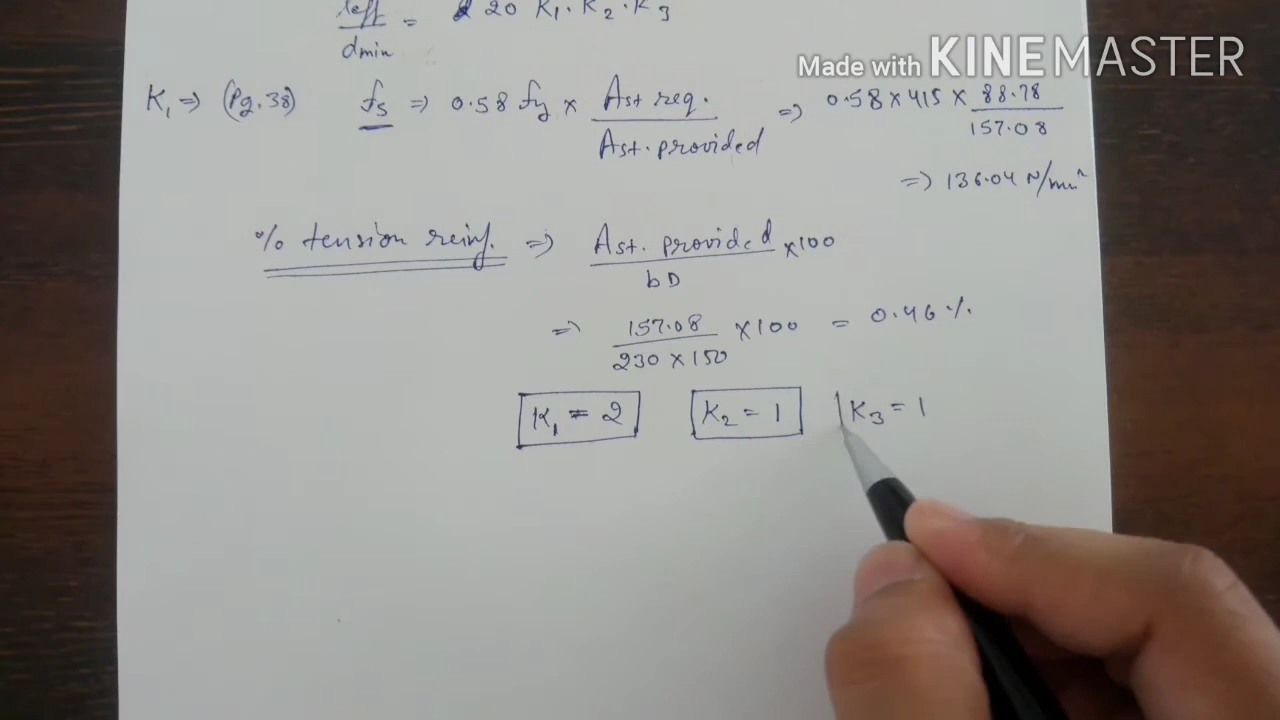 leff/dmin = 20 K1·K2·K3
Made with KINEMASTER
K1 => (Pg.38) fs => 0.58 fy × Ast req./Ast. provided => 0.58×415×88.78/157.08
=> 136.04 N/mm²
% tension reinf. => Ast. provided/bD ×100
=> 157.08/230×150 ×100 = 0.46%
K1 = 2 K2 = 1 K3 = 1